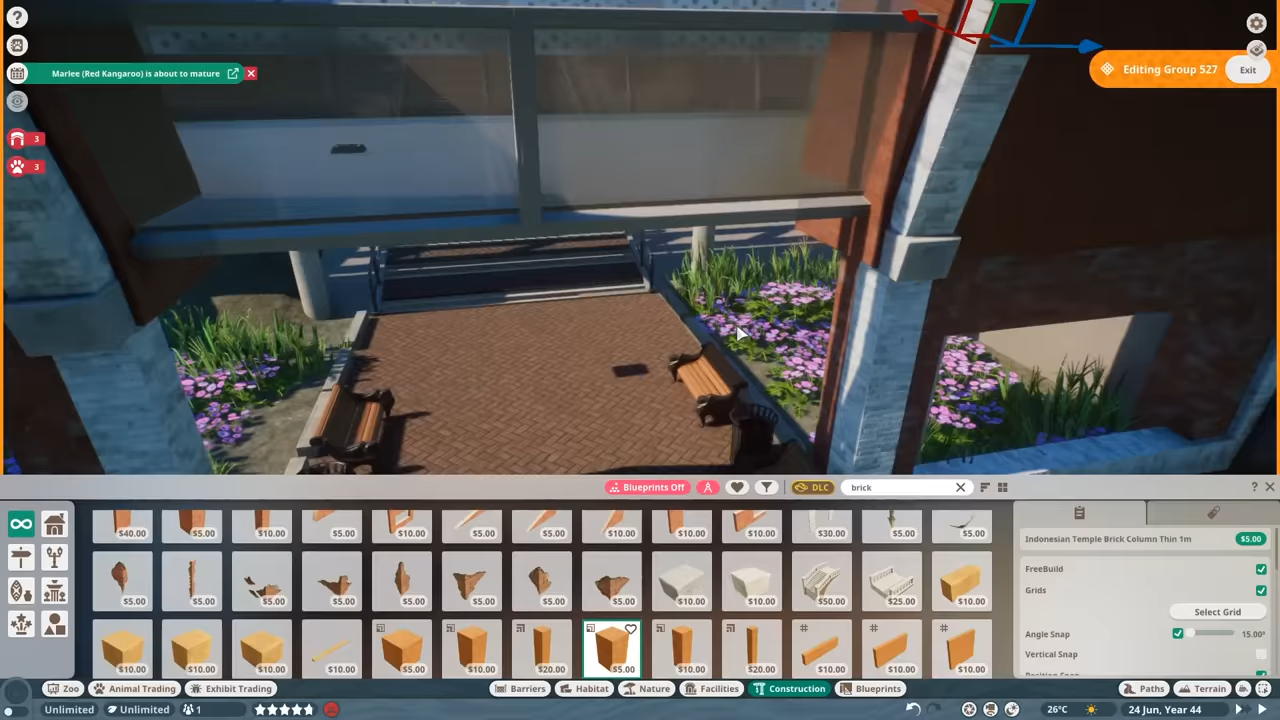 ?
Marlee (Red Kangaroo) is about to mature
3
3
Editing Group 527
Exit
Blueprints Off
DLC
brick
?
$40.00 $5.00 $10.00 $5.00 $10.00 $5.00 $5.00 $10.00 $10.00 $10.00 $30.00 $5.00 $5.00
$5.00 $5.00 $5.00 $5.00 $5.00 $5.00 $5.00 $5.00 $10.00 $10.00 $50.00 $25.00 $10.00
$10.00 $10.00 $10.00 $10.00 $5.00 $10.00 $20.00 $5.00 $10.00 $20.00 $10.00 $10.00 $10.00
Indonesian Temple Brick Column Thin 1m $5.00
FreeBuild
Grids
Select Grid
Angle Snap 15.00°
Vertical Snap
Zoo Animal Trading Exhibit Trading Barriers Habitat Nature Facilities Construction Blueprints Paths Terrain
Unlimited Unlimited 1 26°C 24 Jun, Year 44